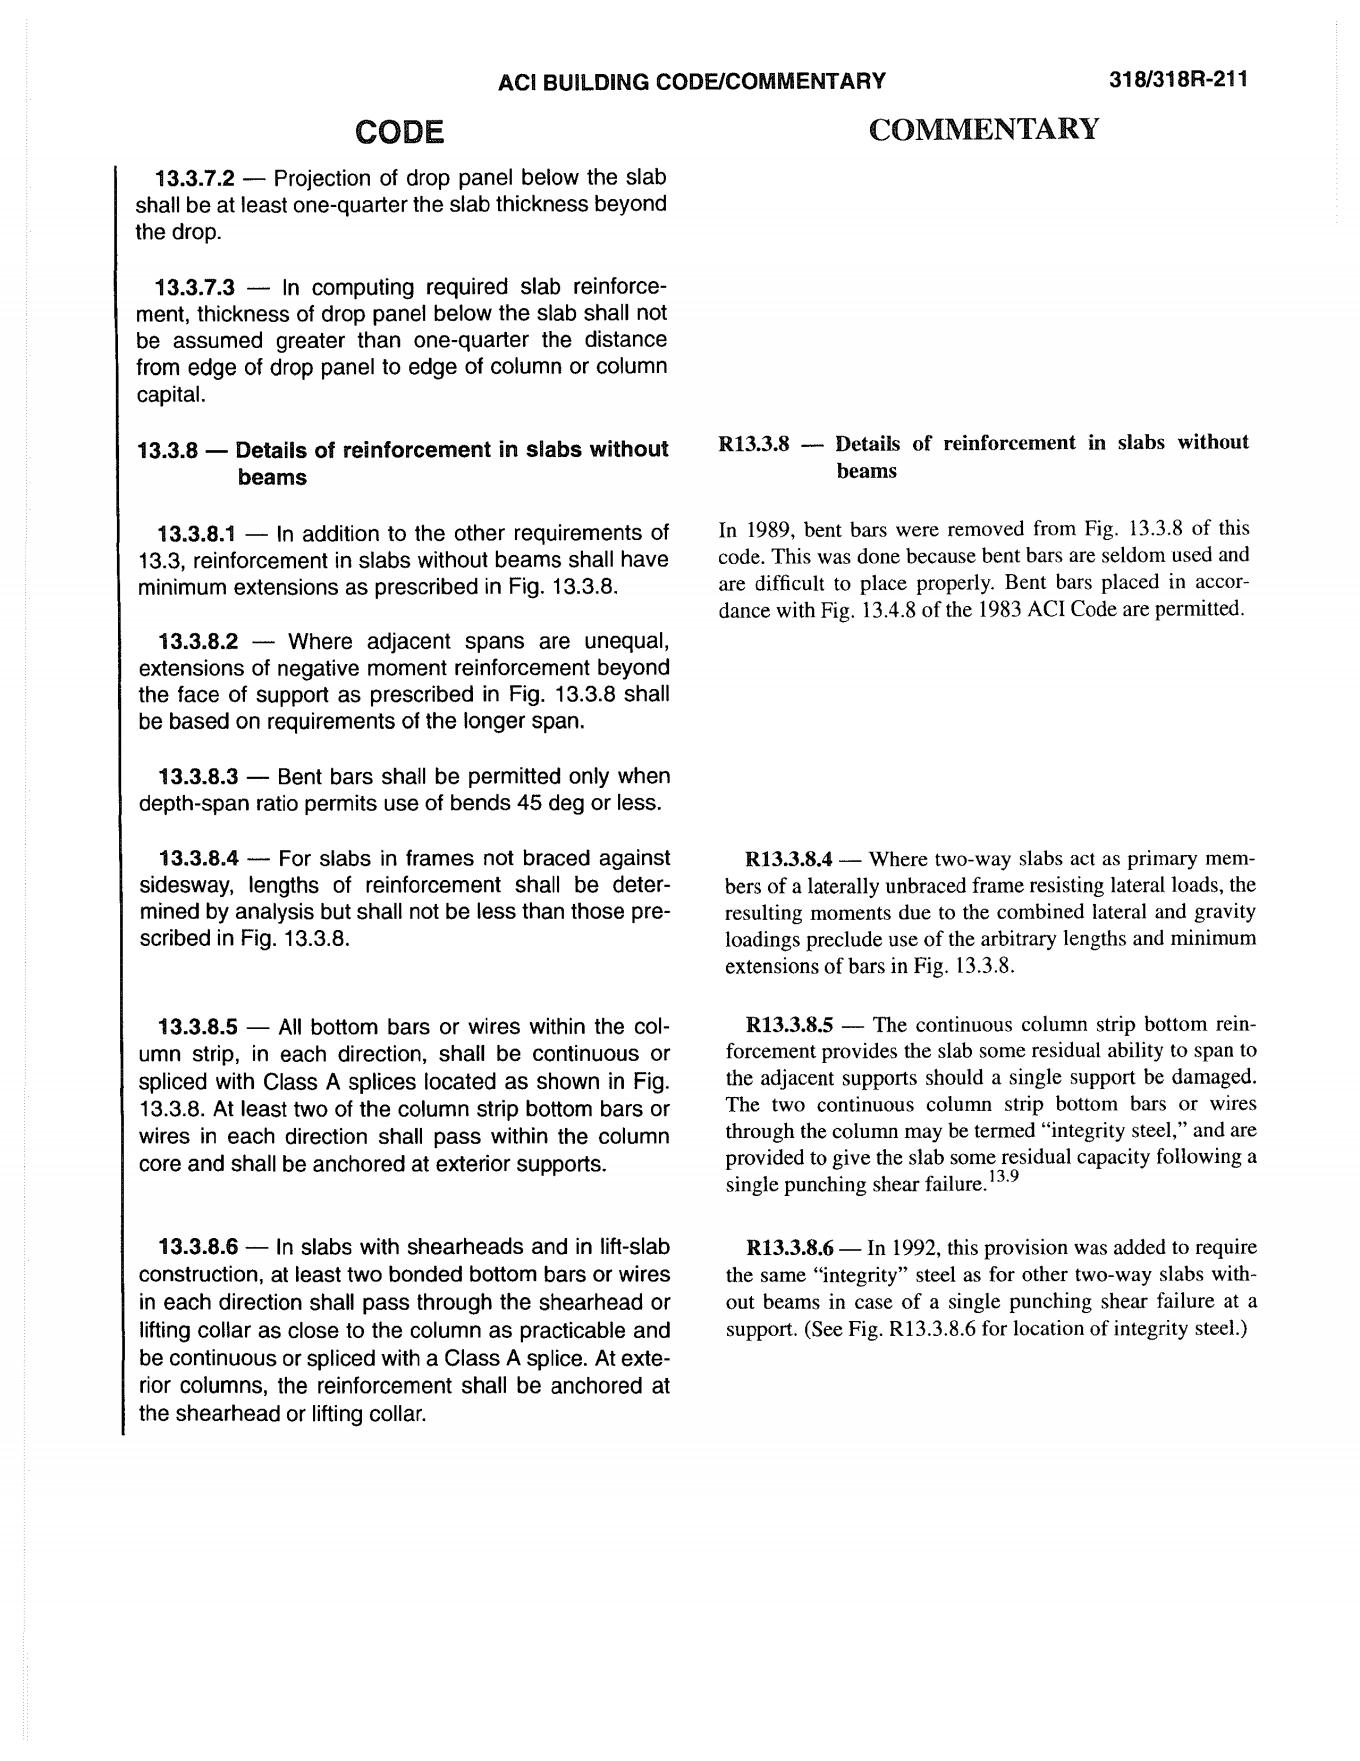 ACI BUILDING CODE/COMMENTARY
318/318R-211
CODE
13.3.7.2 — Projection of drop panel below the slab
shall be at least one-quarter the slab thickness beyond
the drop.
13.3.7.3 — In computing required slab reinforce-
ment, thickness of drop panel below the slab shall not
be assumed greater than one-quarter the distance
from edge of drop panel to edge of column or column
capital.
13.3.8 — Details of reinforcement in slabs without
beams
13.3.8.1 — In addition to the other requirements of
13.3, reinforcement in slabs without beams shall have
minimum extensions as prescribed in Fig. 13.3.8.
13.3.8.2 — Where adjacent spans are unequal,
extensions of negative moment reinforcement beyond
the face of support as prescribed in Fig. 13.3.8 shall
be based on requirements of the longer span.
13.3.8.3 — Bent bars shall be permitted only when
depth-span ratio permits use of bends 45 deg or less.
13.3.8.4 — For slabs in frames not braced against
sidesway, lengths of reinforcement shall be deter-
mined by analysis but shall not be less than those pre-
scribed in Fig. 13.3.8.
13.3.8.5 — All bottom bars or wires within the col-
umn strip, in each direction, shall be continuous or
spliced with Class A splices located as shown in Fig.
13.3.8. At least two of the column strip bottom bars or
wires in each direction shall pass within the column
core and shall be anchored at exterior supports.
13.3.8.6 — In slabs with shearheads and in lift-slab
construction, at least two bonded bottom bars or wires
in each direction shall pass through the shearhead or
lifting collar as close to the column as practicable and
be continuous or spliced with a Class A splice. At exte-
rior columns, the reinforcement shall be anchored at
the shearhead or lifting collar.
COMMENTARY
R13.3.8 — Details of reinforcement in slabs without
beams
In 1989, bent bars were removed from Fig. 13.3.8 of this
code. This was done because bent bars are seldom used and
are difficult to place properly. Bent bars placed in accor-
dance with Fig. 13.4.8 of the 1983 ACI Code are permitted.
R13.3.8.4 — Where two-way slabs act as primary mem-
bers of a laterally unbraced frame resisting lateral loads, the
resulting moments due to the combined lateral and gravity
loadings preclude use of the arbitrary lengths and minimum
extensions of bars in Fig. 13.3.8.
R13.3.8.5 — The continuous column strip bottom rein-
forcement provides the slab some residual ability to span to
the adjacent supports should a single support be damaged.
The two continuous column strip bottom bars or wires
through the column may be termed “integrity steel,” and are
provided to give the slab some residual capacity following a
single punching shear failure.13.9
R13.3.8.6 — In 1992, this provision was added to require
the same “integrity” steel as for other two-way slabs with-
out beams in case of a single punching shear failure at a
support. (See Fig. R13.3.8.6 for location of integrity steel.)